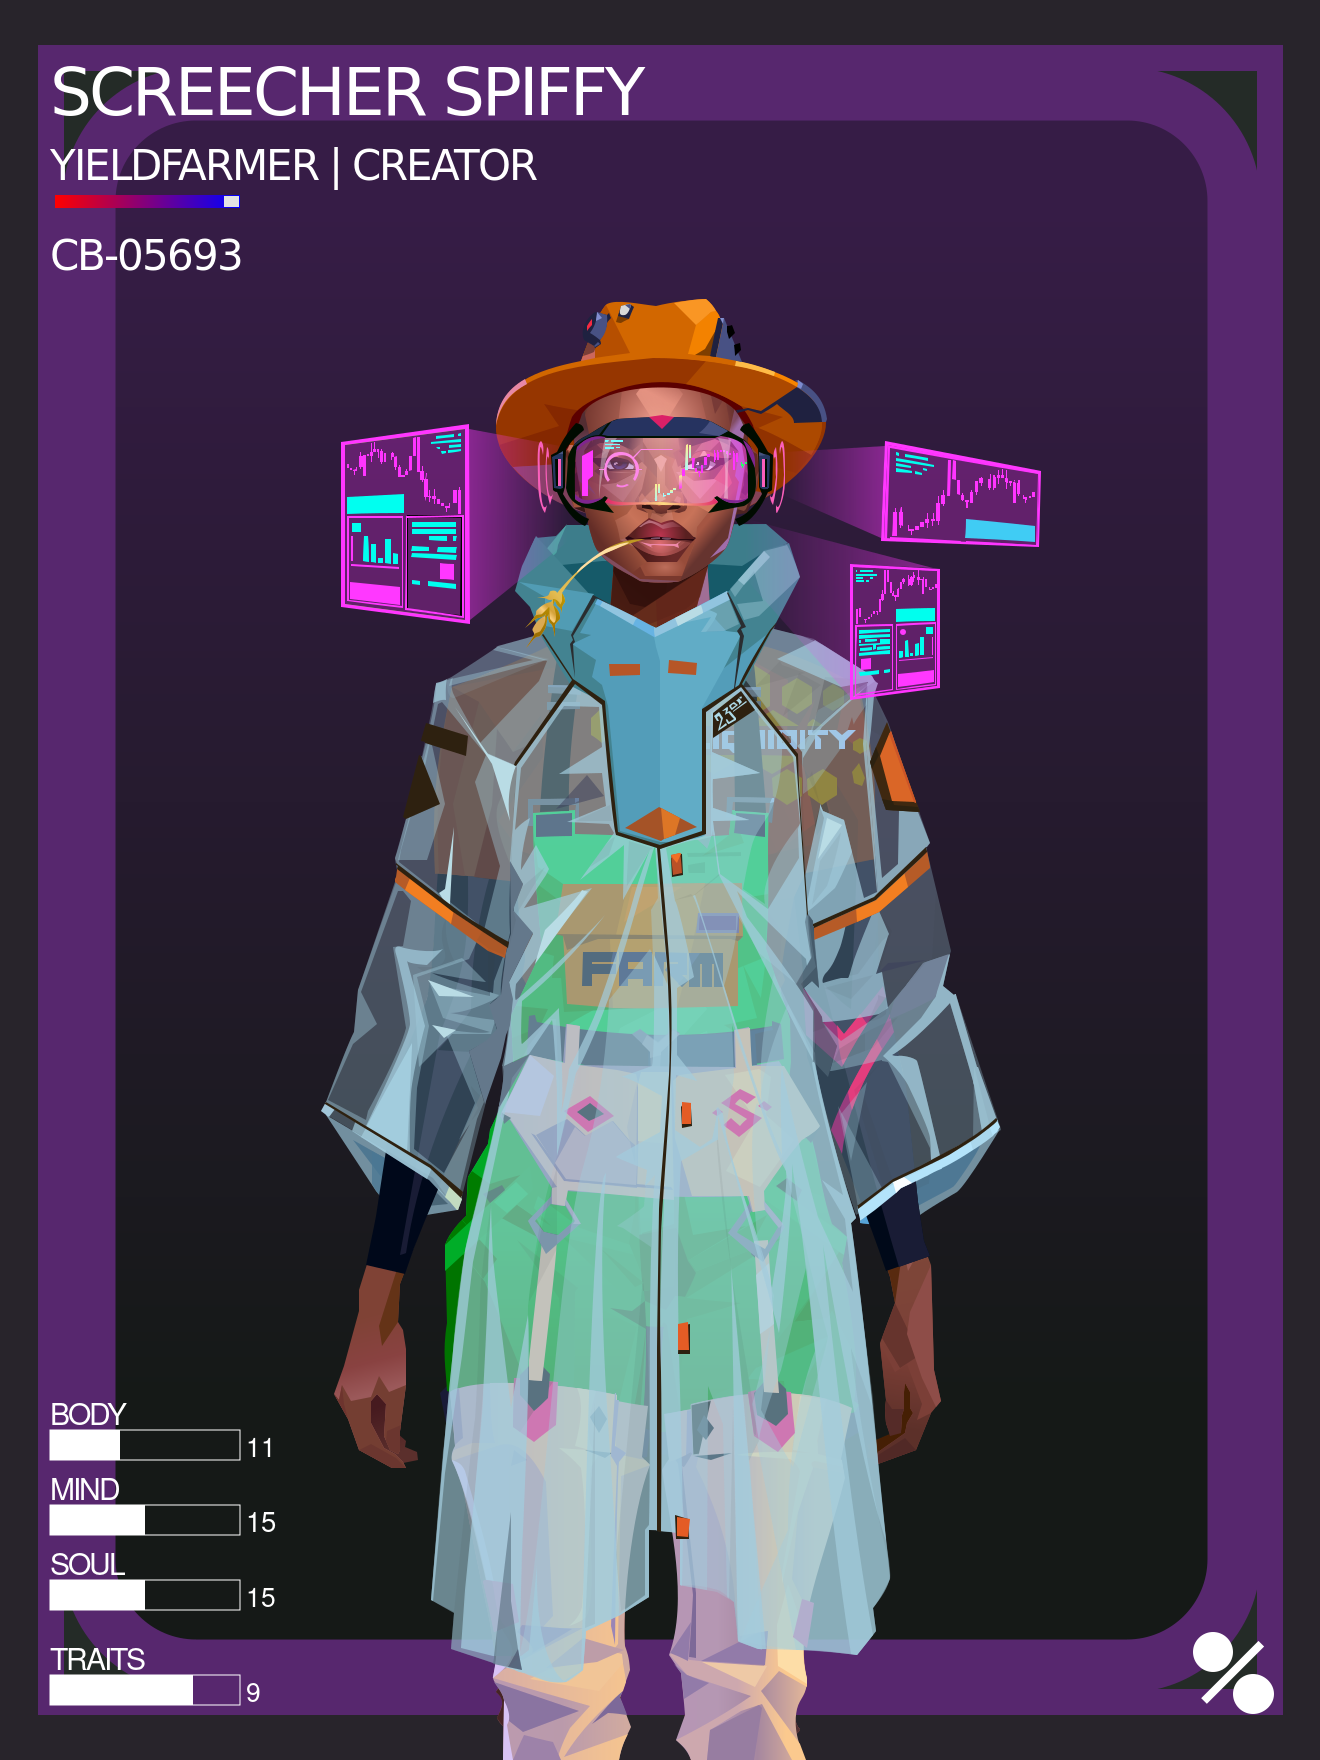 SCREECHER SPIFFY
YIELDFARMER | CREATOR
CB-05693
FARM
S
BODY
11
MIND
15
SOUL
15
TRAITS
9